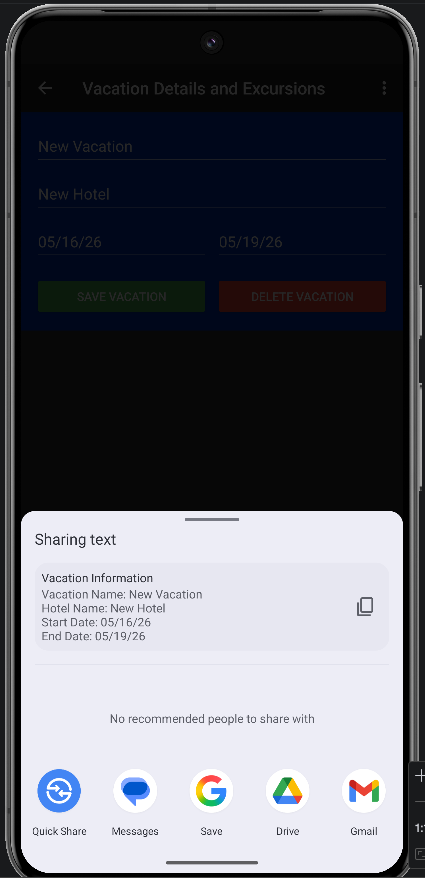 Vacation Details and Excursions
New Vacation
New Hotel
05/16/26 05/19/26
SAVE VACATION DELETE VACATION
Sharing text
Vacation Information
Vacation Name: New Vacation
Hotel Name: New Hotel
Start Date: 05/16/26
End Date: 05/19/26
No recommended people to share with
Quick Share Messages Save Drive Gmail